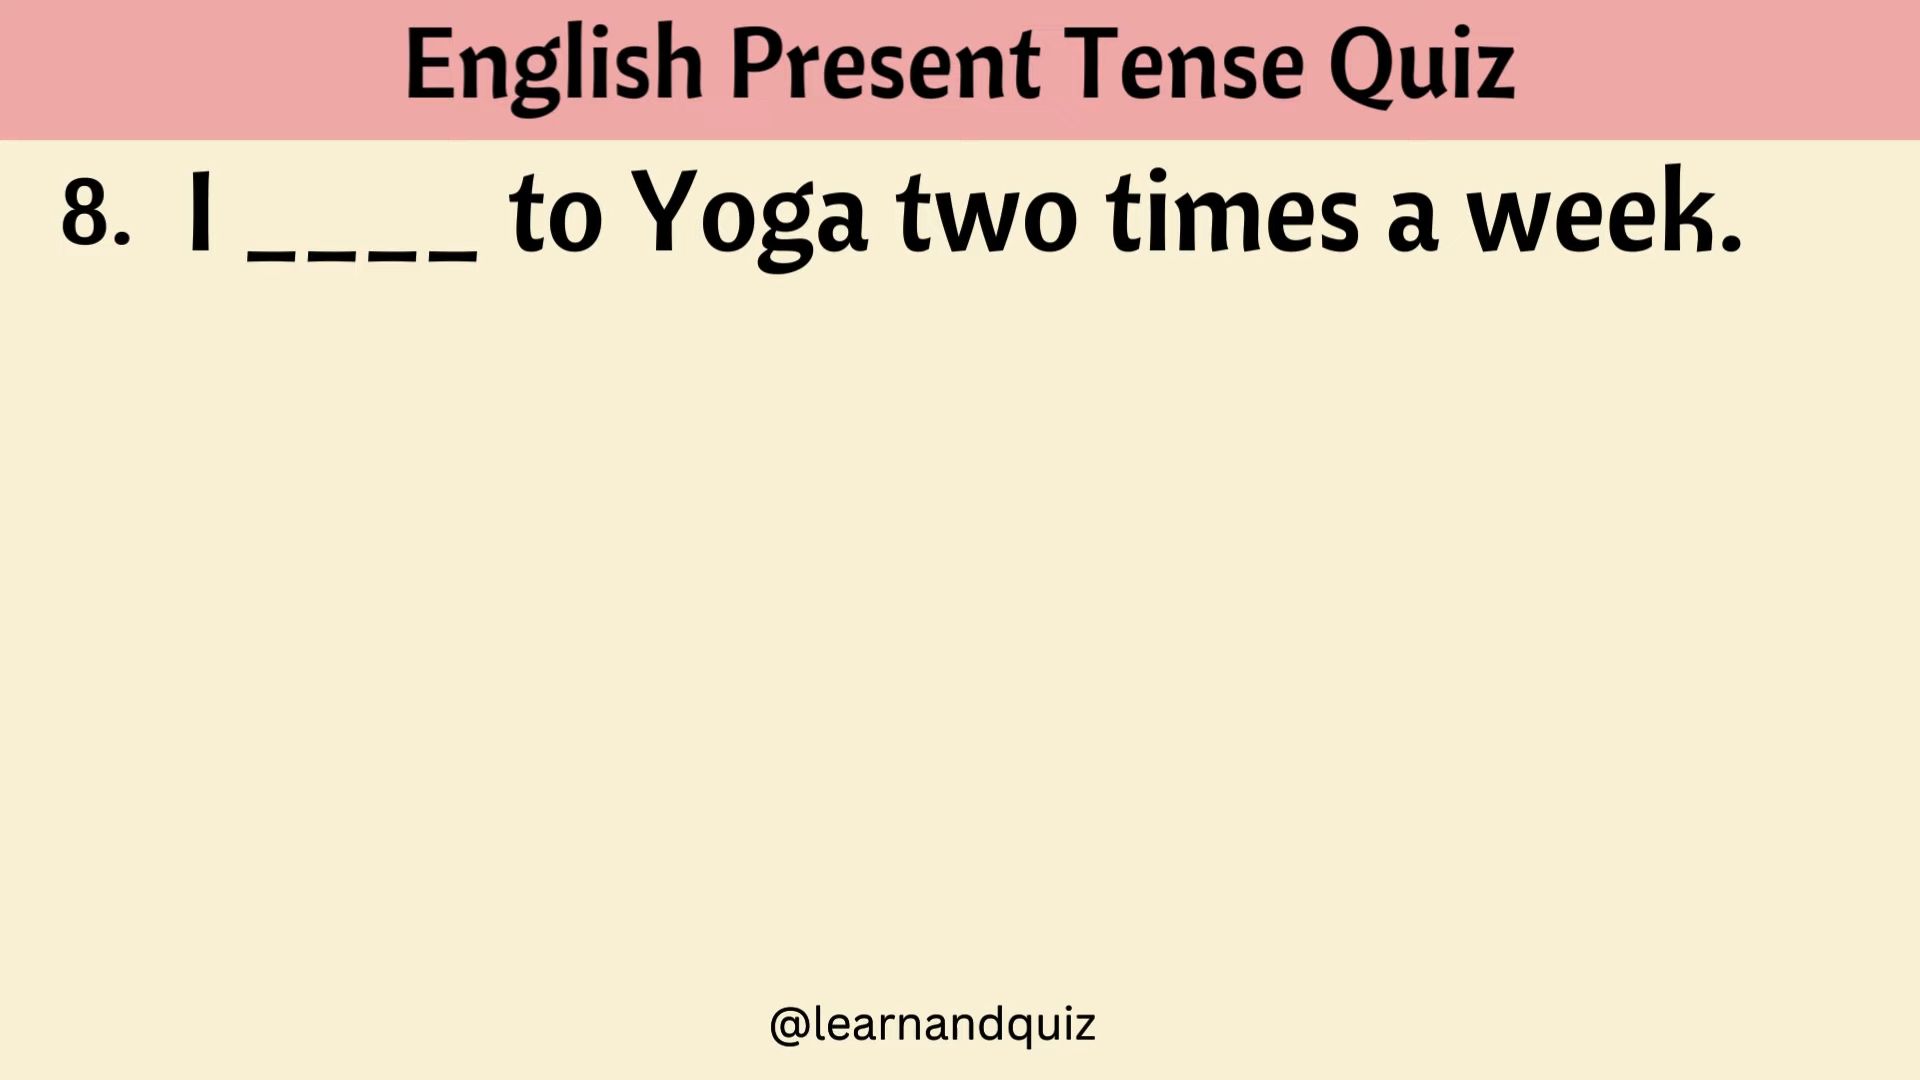 English Present Tense Quiz
8. I ____ to Yoga two times a week.
@learnandquiz